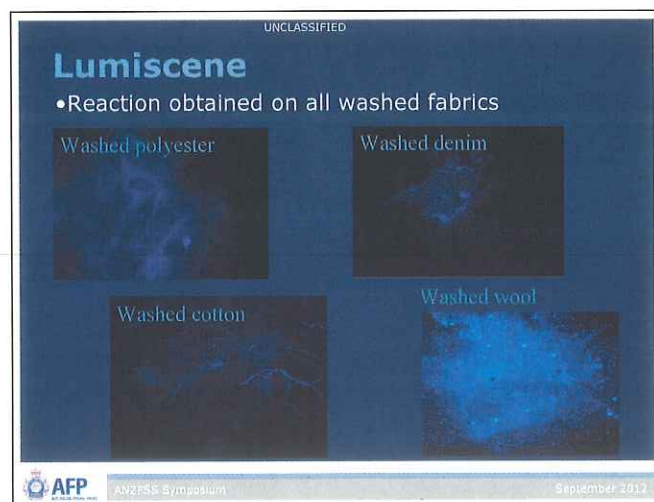 UNCLASSIFIED
Lumiscene
•Reaction obtained on all washed fabrics
Washed polyester
Washed denim
Washed cotton
Washed wool
AFP
ANZFSS Symposium
September 2012